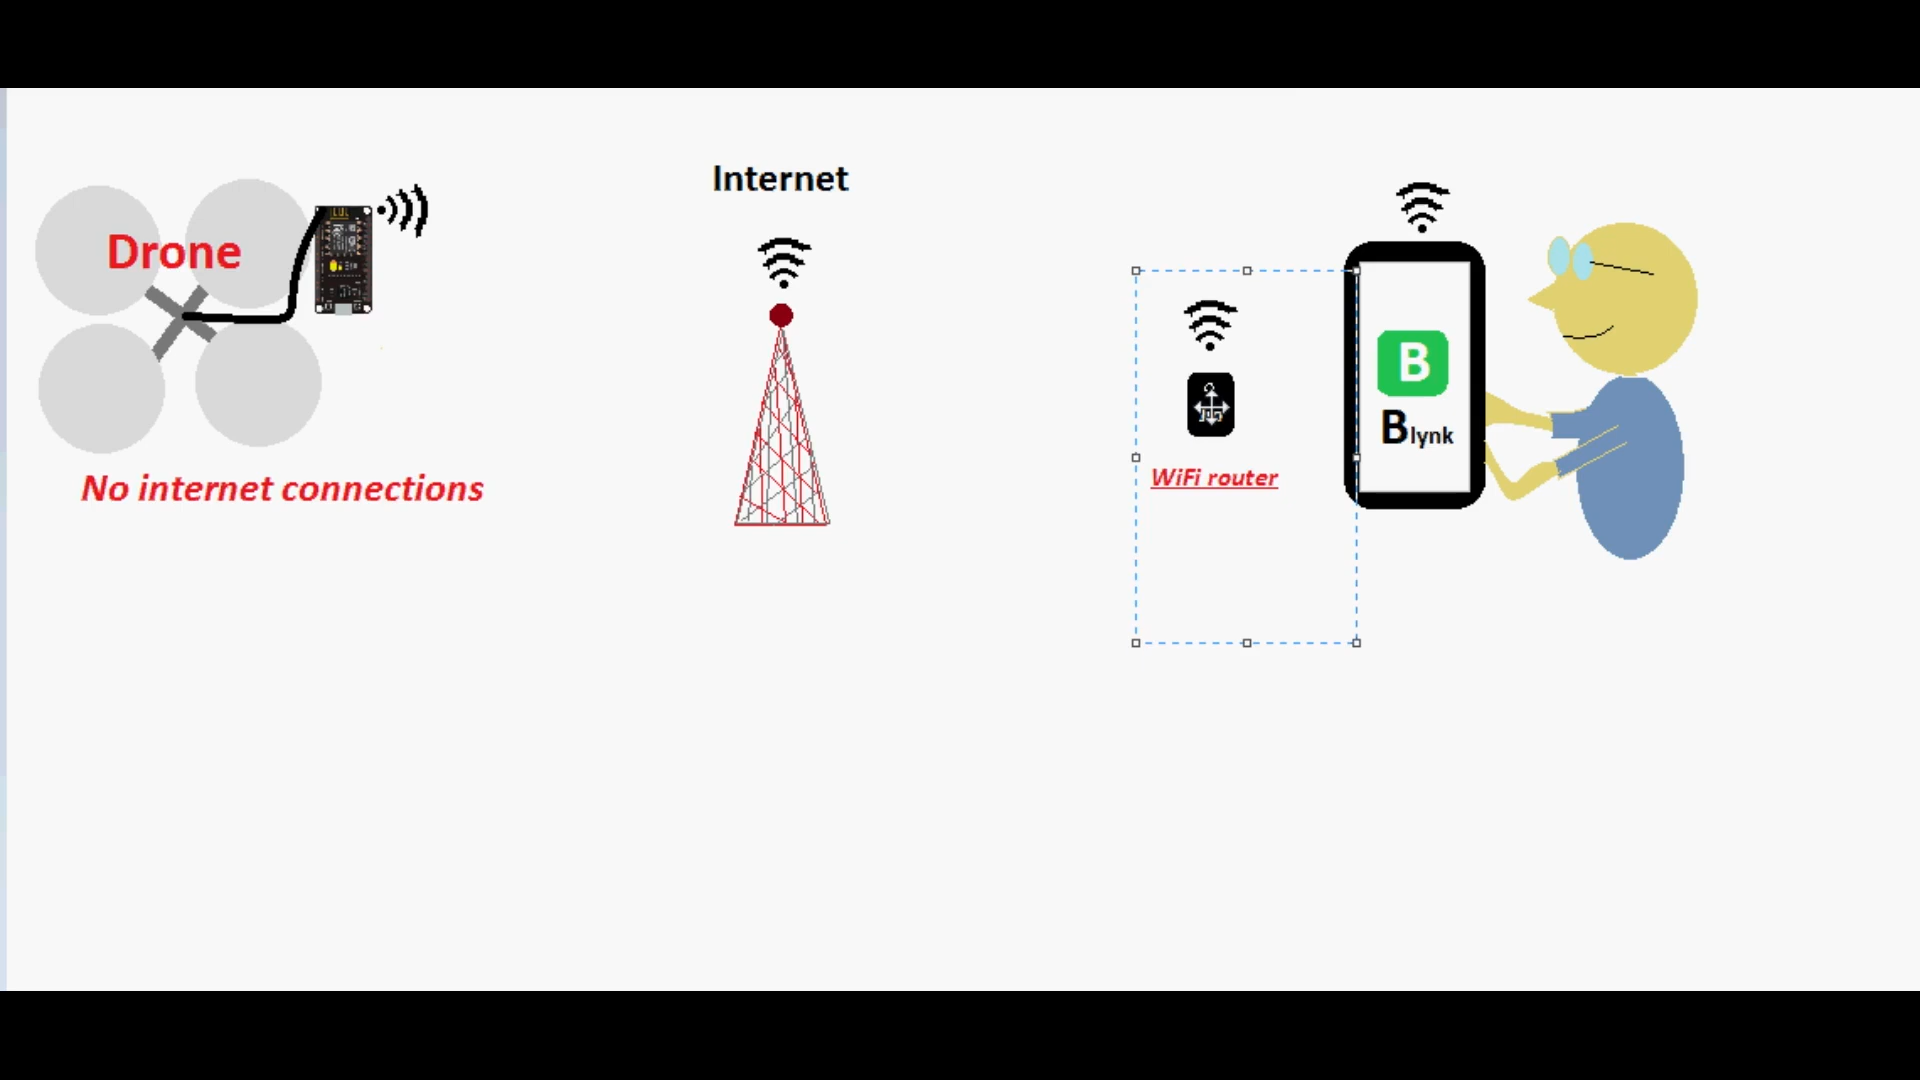 Internet
Drone
B
Blynk
WiFi router
No internet connections